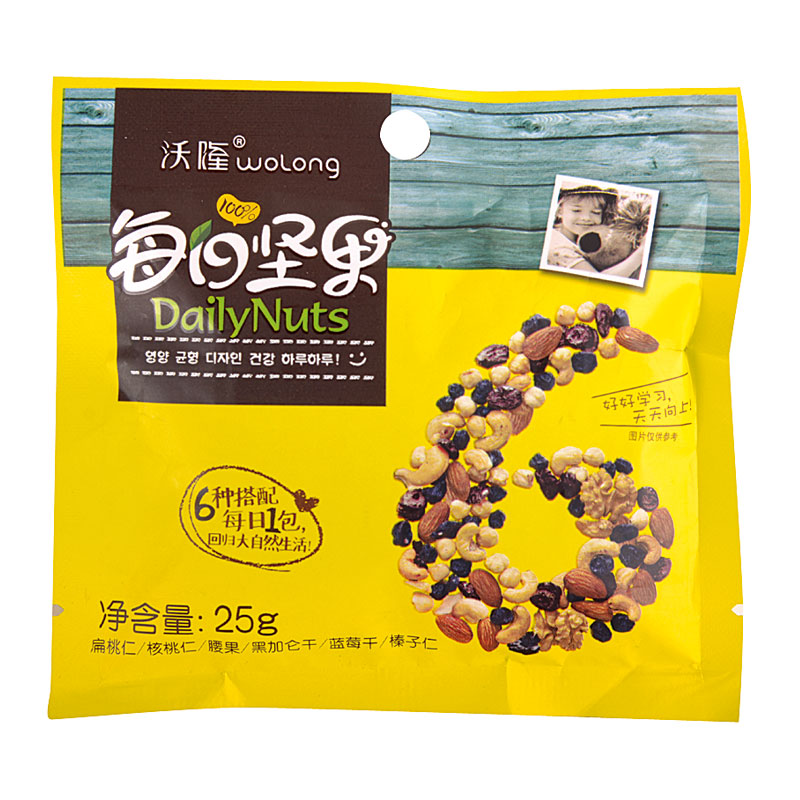 沃隆®wolong
100%
每日坚果
DailyNuts
영양 균형 디자인 건강 하루하루!
好好学习,
天天向上!
图片仅供参考
6种搭配
每日1包,
回归大自然生活!
净含量: 25g
扁桃仁/核桃仁/腰果/黑加仑干/蓝莓干/榛子仁